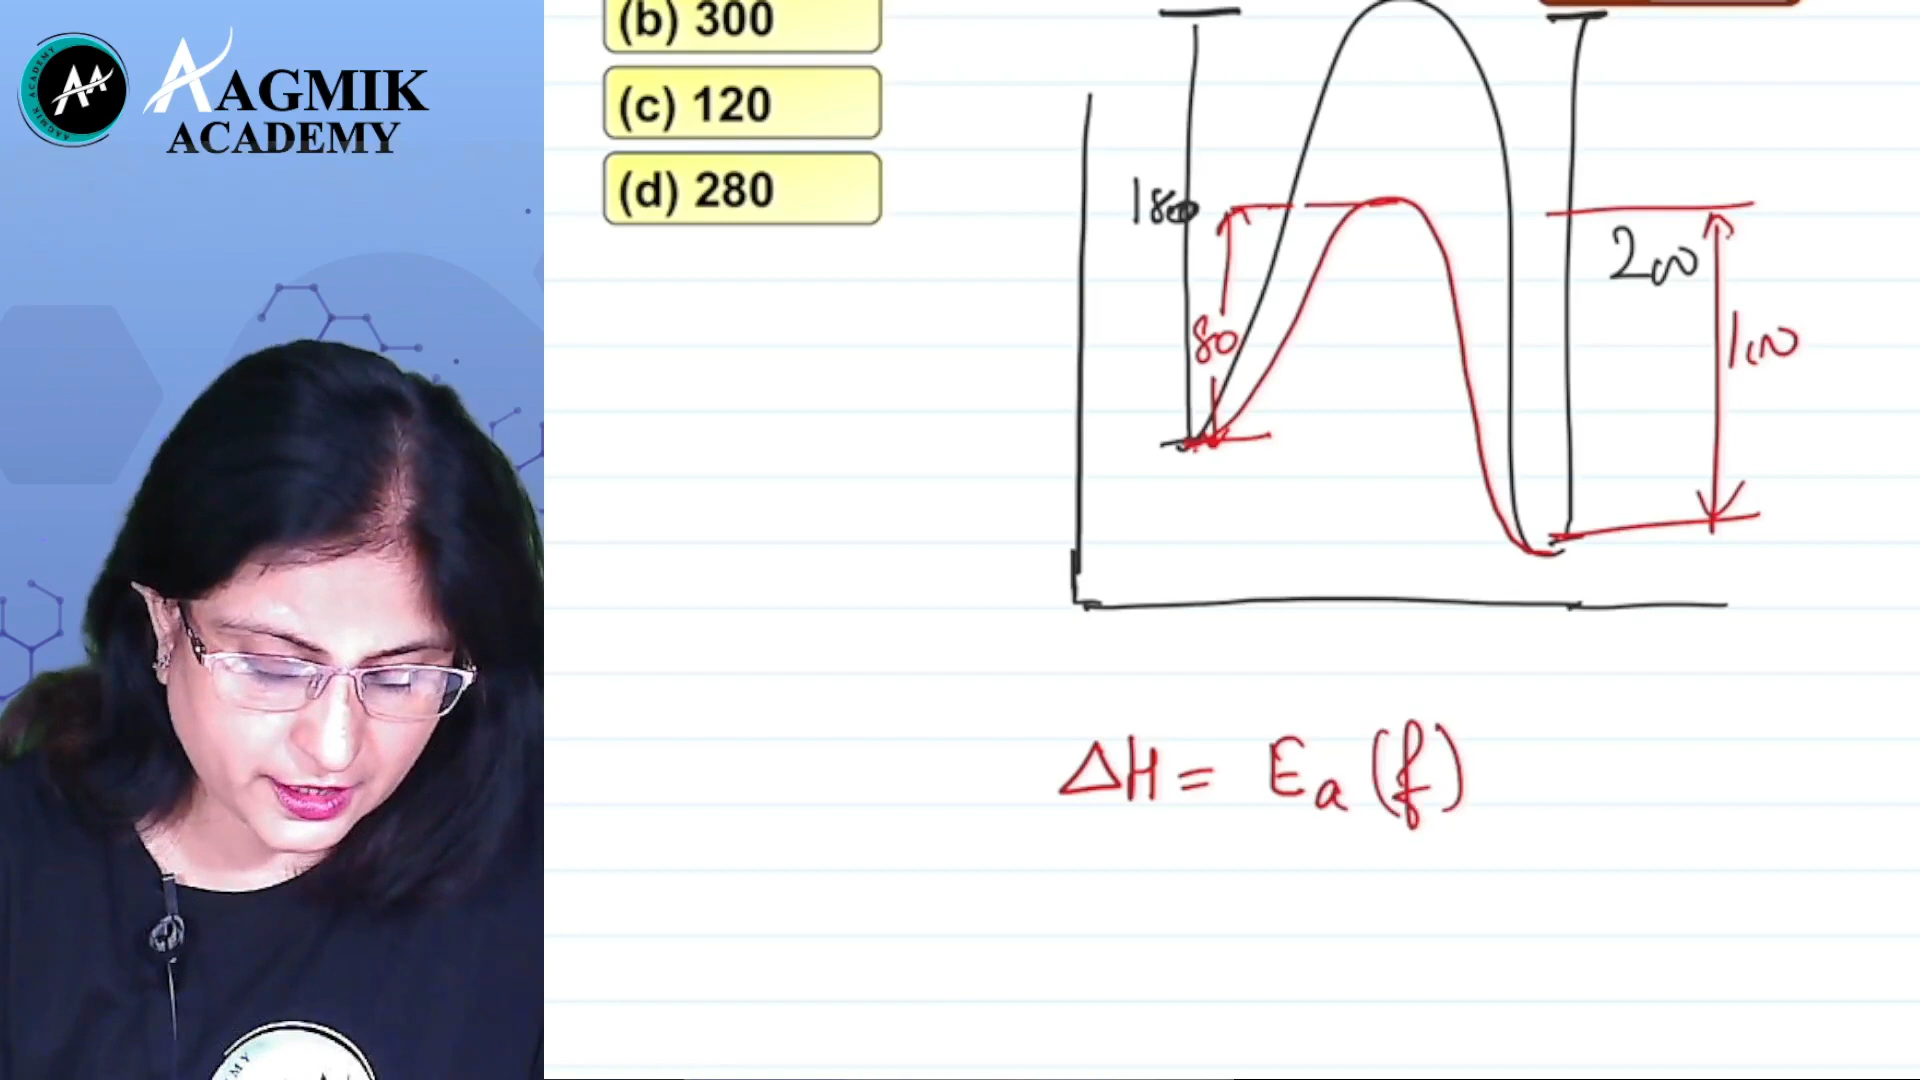 AAGMIK
ACADEMY
(b) 300
(c) 120
(d) 280
180
200
80
100
ΔH = Ea (f)